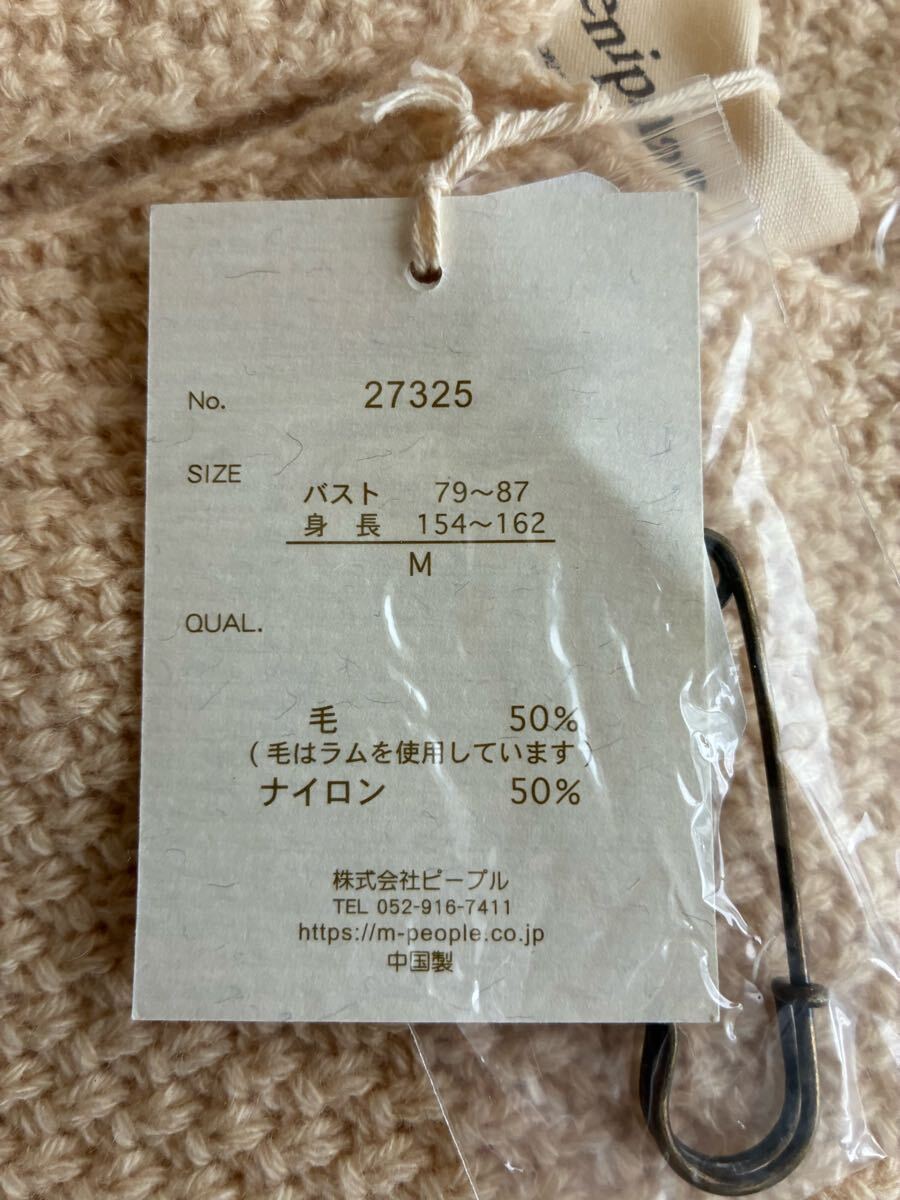 No. 27325
SIZE
バスト 79～87
身 長 154～162
M
QUAL.
毛 50%
(毛はラムを使用しています)
ナイロン 50%
株式会社ピープル
TEL 052-916-7411
https://m-people.co.jp
中国製